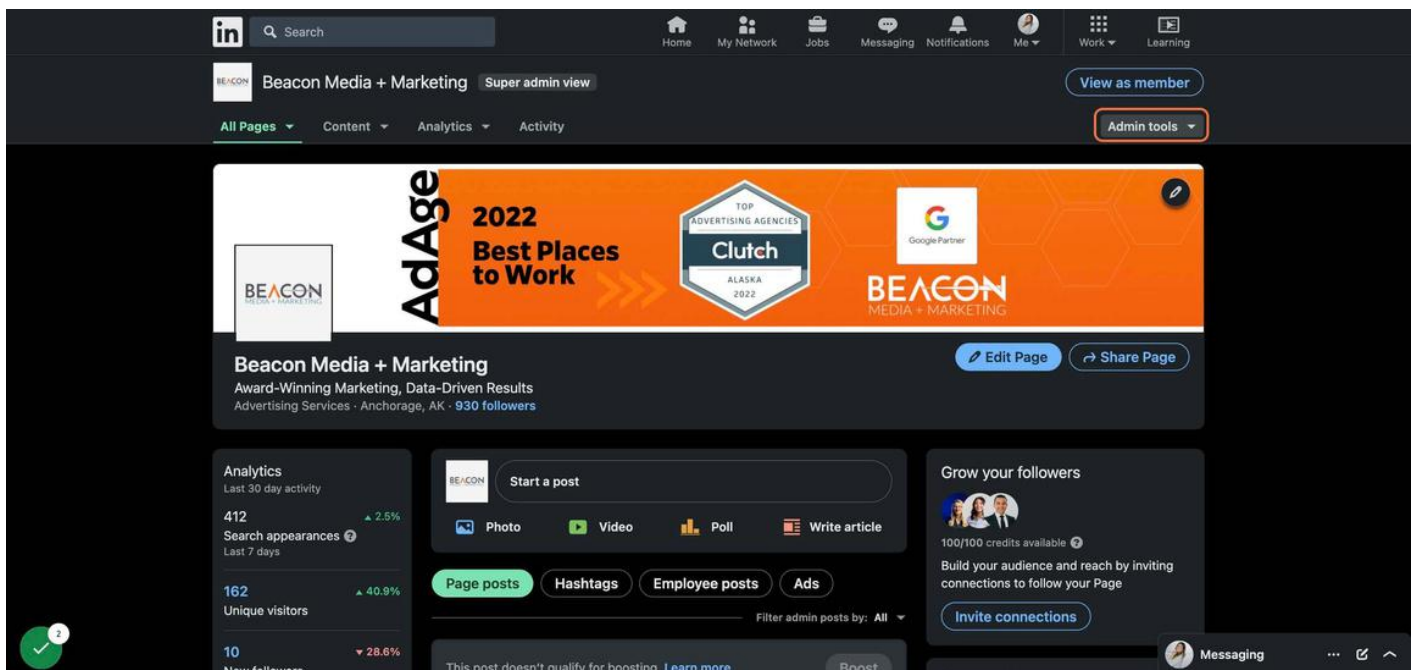 in
Search
Home
My Network
Jobs
Messaging
Notifications
Me
Work
Learning
BEACON
Beacon Media + Marketing
Super admin view
View as member
All Pages
Content
Analytics
Activity
Admin tools
AdAge
2022
Best Places
to Work
TOP
ADVERTISING AGENCIES
Clutch
ALASKA
2022
G
Google Partner
BEACON
MEDIA + MARKETING
BEACON
MEDIA + MARKETING
Beacon Media + Marketing
Award-Winning Marketing, Data-Driven Results
Advertising Services · Anchorage, AK · 930 followers
Edit Page
Share Page
Analytics
Last 30 day activity
412
2.5%
Search appearances
Last 7 days
162
40.9%
Unique visitors
10
28.6%
New followers
BEACON
Start a post
Photo
Video
Poll
Write article
Page posts
Hashtags
Employee posts
Ads
Filter admin posts by: All
This post doesn't qualify for boosting. Learn more
Boost
Grow your followers
100/100 credits available
Build your audience and reach by inviting
connections to follow your Page
Invite connections
2
Messaging